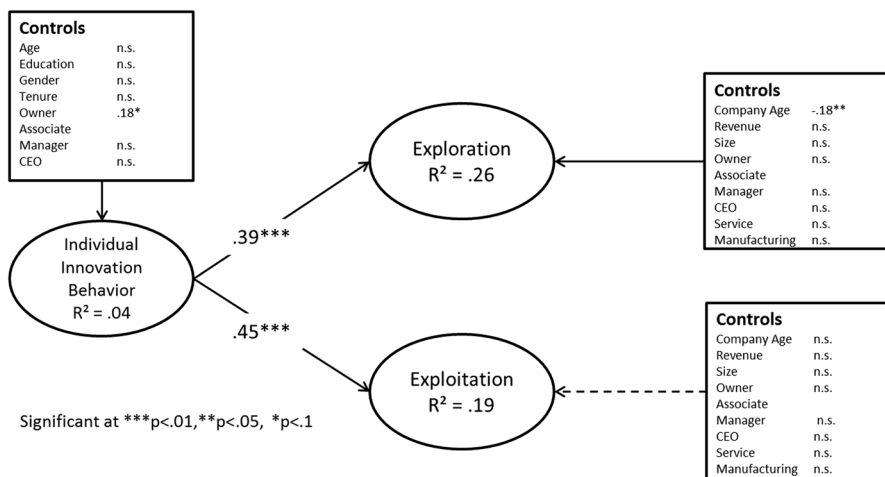 Controls
Age n.s.
Education n.s.
Gender n.s.
Tenure n.s.
Owner .18*
Associate
Manager n.s.
CEO n.s.
Individual
Innovation
Behavior
R² = .04
.39***
.45***
Exploration
R² = .26
Exploitation
R² = .19
Controls
Company Age -.18**
Revenue n.s.
Size n.s.
Owner n.s.
Associate
Manager n.s.
CEO n.s.
Service n.s.
Manufacturing n.s.
Controls
Company Age n.s.
Revenue n.s.
Size n.s.
Owner n.s.
Associate
Manager n.s.
CEO n.s.
Service n.s.
Manufacturing n.s.
Significant at ***p<.01,**p<.05, *p<.1